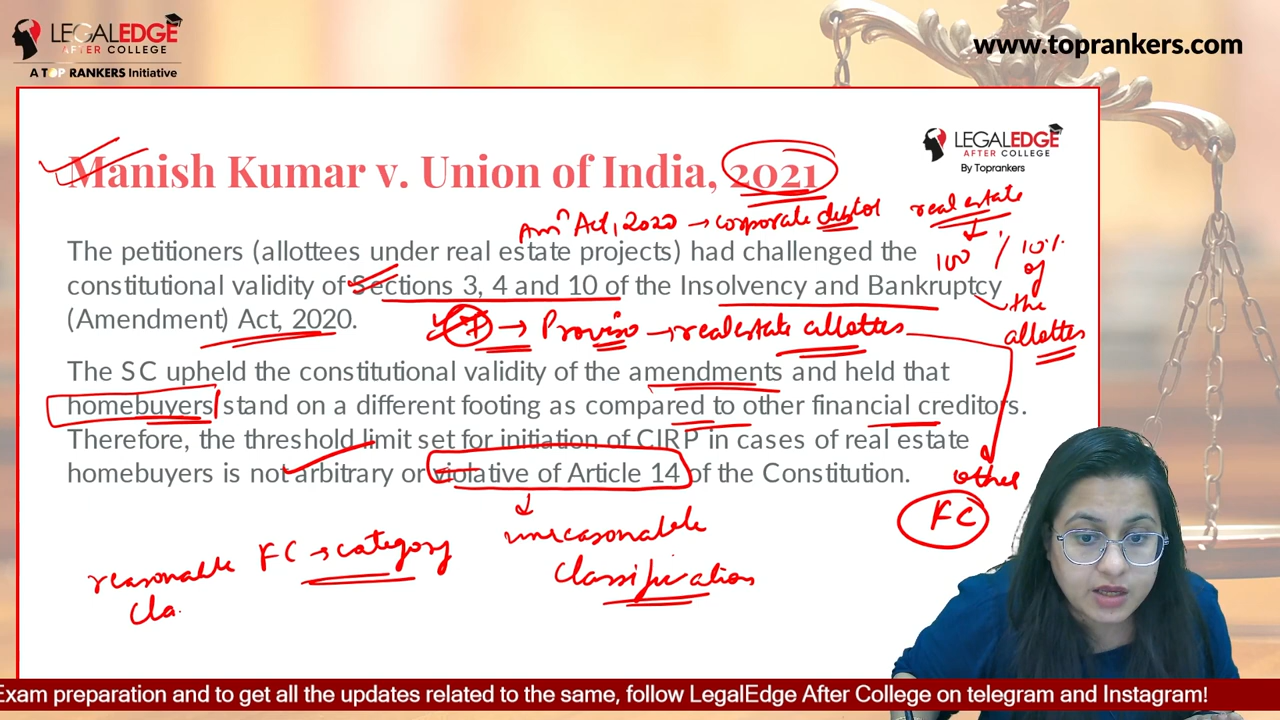 LEGALEDGE
AFTER COLLEGE
A TOP RANKERS Initiative
www.toprankers.com
LEGALEDGE
AFTER COLLEGE
By Toprankers
Manish Kumar v. Union of India, 2021
Amn Act, 2020 → corporate debtor
real estate
100 / 10% of the allottes
The petitioners (allottees under real estate projects) had challenged the
constitutional validity of Sections 3, 4 and 10 of the Insolvency and Bankruptcy
(Amendment) Act, 2020.
7 → Proviso → real estate allottes
The SC upheld the constitutional validity of the amendments and held that
homebuyers stand on a different footing as compared to other financial creditors.
Therefore, the threshold limit set for initiation of CIRP in cases of real estate
homebuyers is not arbitrary or violative of Article 14 of the Constitution.
other
FC
reasonable FC → category
cla
unreasonable
classification
Exam preparation and to get all the updates related to the same, follow LegalEdge After College on telegram and Instagram!